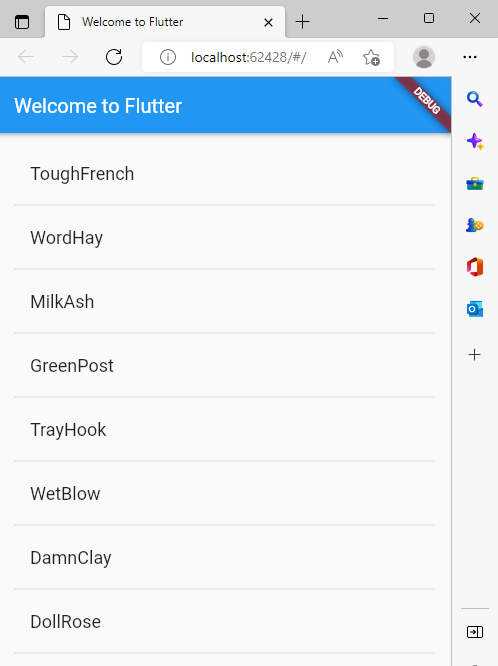 Welcome to Flutter
localhost:62428/#/
Welcome to Flutter
DEBUG
ToughFrench
WordHay
MilkAsh
GreenPost
TrayHook
WetBlow
DamnClay
DollRose